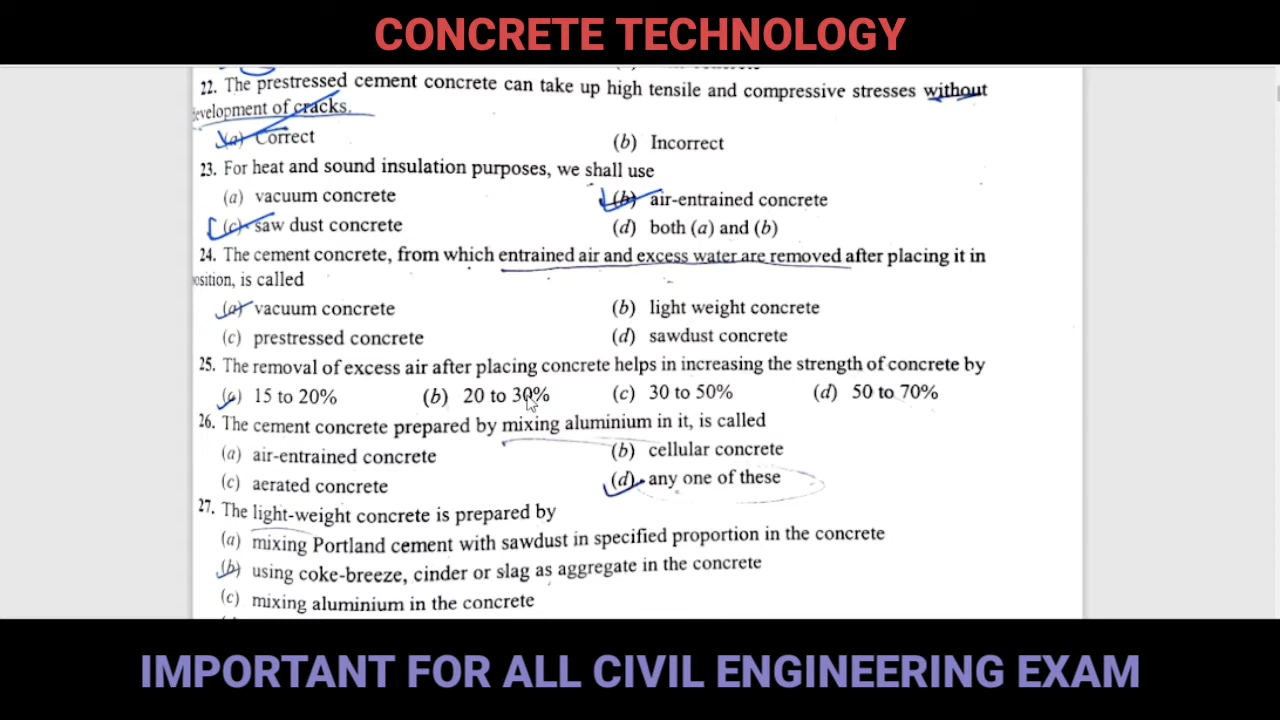 CONCRETE TECHNOLOGY
22. The prestressed cement concrete can take up high tensile and compressive stresses without
evelopment of cracks.
(a) Correct (b) Incorrect
23. For heat and sound insulation purposes, we shall use
(a) vacuum concrete (b) air-entrained concrete
(c) saw dust concrete (d) both (a) and (b)
24. The cement concrete, from which entrained air and excess water are removed after placing it in
osition, is called
(a) vacuum concrete (b) light weight concrete
(c) prestressed concrete (d) sawdust concrete
25. The removal of excess air after placing concrete helps in increasing the strength of concrete by
(a) 15 to 20% (b) 20 to 30% (c) 30 to 50% (d) 50 to 70%
26. The cement concrete prepared by mixing aluminium in it, is called
(a) air-entrained concrete (b) cellular concrete
(c) aerated concrete (d) any one of these
27. The light-weight concrete is prepared by
(a) mixing Portland cement with sawdust in specified proportion in the concrete
(b) using coke-breeze, cinder or slag as aggregate in the concrete
(c) mixing aluminium in the concrete
IMPORTANT FOR ALL CIVIL ENGINEERING EXAM